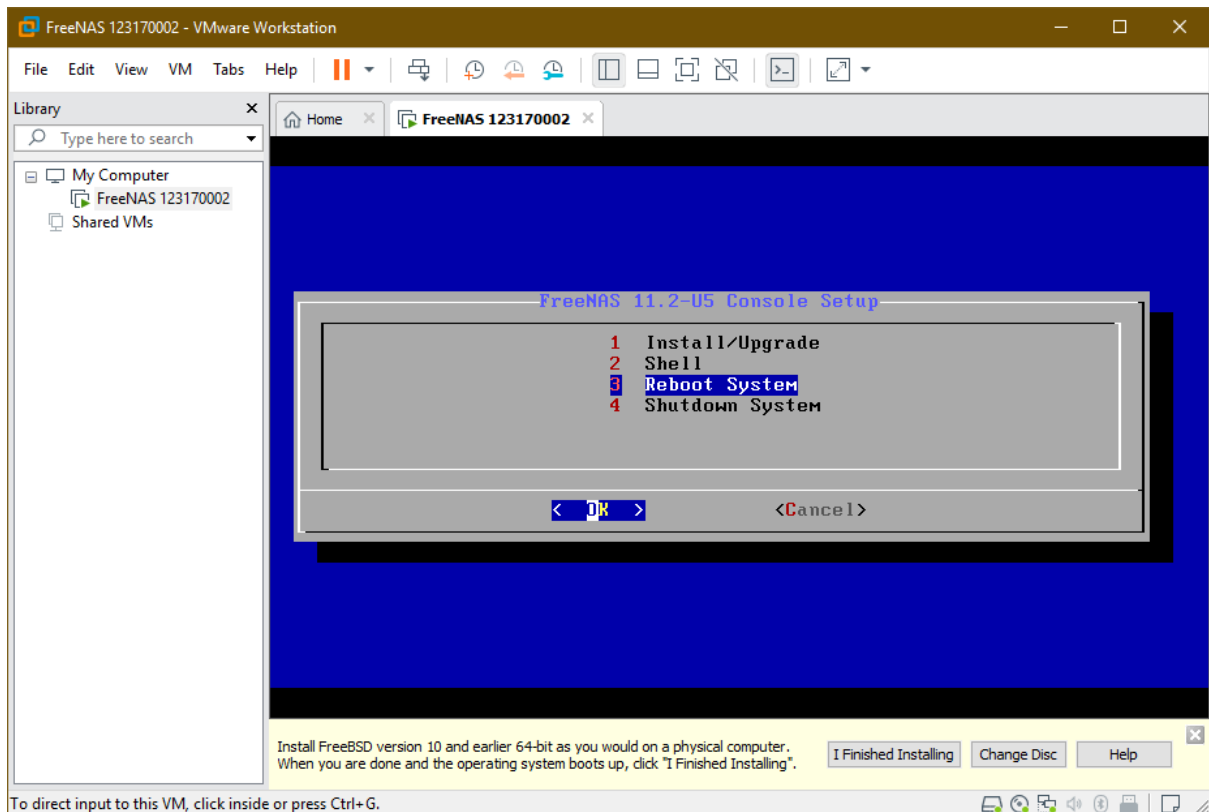 FreeNAS 123170002 - VMware Workstation
File Edit View VM Tabs Help
Library
Type here to search
My Computer
FreeNAS 123170002
Shared VMs
Home
FreeNAS 123170002
FreeNAS 11.2-U5 Console Setup
1 Install/Upgrade
2 Shell
3 Reboot System
4 Shutdown System
< OK > <Cancel>
Install FreeBSD version 10 and earlier 64-bit as you would on a physical computer.
When you are done and the operating system boots up, click "I Finished Installing".
I Finished Installing Change Disc Help
To direct input to this VM, click inside or press Ctrl+G.